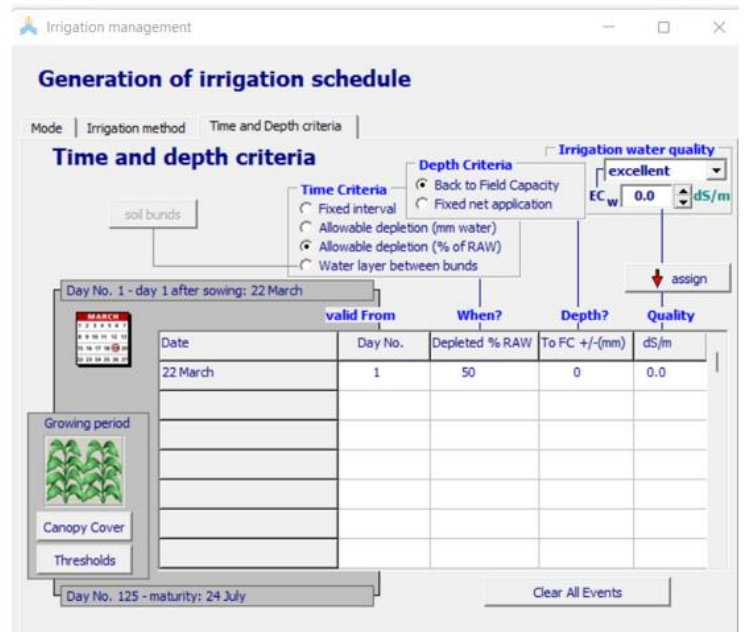 Irrigation management
Generation of irrigation schedule
Mode
Irrigation method
Time and Depth criteria
Time and depth criteria
soil bunds
Time Criteria
Fixed interval
Allowable depletion (mm water)
Allowable depletion (% of RAW)
Water layer between bunds
Depth Criteria
Back to Field Capacity
Fixed net application
Irrigation water quality
excellent
EC w 0.0 dS/m
assign
Day No. 1 - day 1 after sowing: 22 March
MARCH
valid From When? Depth? Quality
Date Day No. Depleted % RAW To FC +/-(mm) dS/m
22 March 1 50 0 0.0
Growing period
Canopy Cover
Thresholds
Day No. 125 - maturity: 24 July
Clear All Events